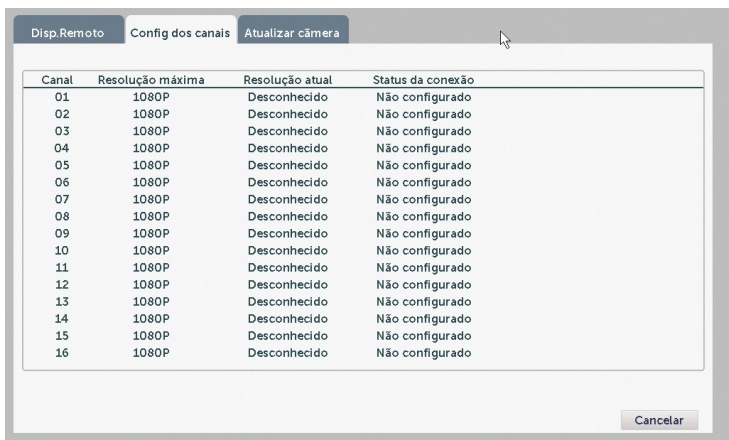 Disp.Remoto Config dos canais Atualizar câmera
Canal Resolução máxima Resolução atual Status da conexão
01 1080P Desconhecido Não configurado
02 1080P Desconhecido Não configurado
03 1080P Desconhecido Não configurado
04 1080P Desconhecido Não configurado
05 1080P Desconhecido Não configurado
06 1080P Desconhecido Não configurado
07 1080P Desconhecido Não configurado
08 1080P Desconhecido Não configurado
09 1080P Desconhecido Não configurado
10 1080P Desconhecido Não configurado
11 1080P Desconhecido Não configurado
12 1080P Desconhecido Não configurado
13 1080P Desconhecido Não configurado
14 1080P Desconhecido Não configurado
15 1080P Desconhecido Não configurado
16 1080P Desconhecido Não configurado
Cancelar